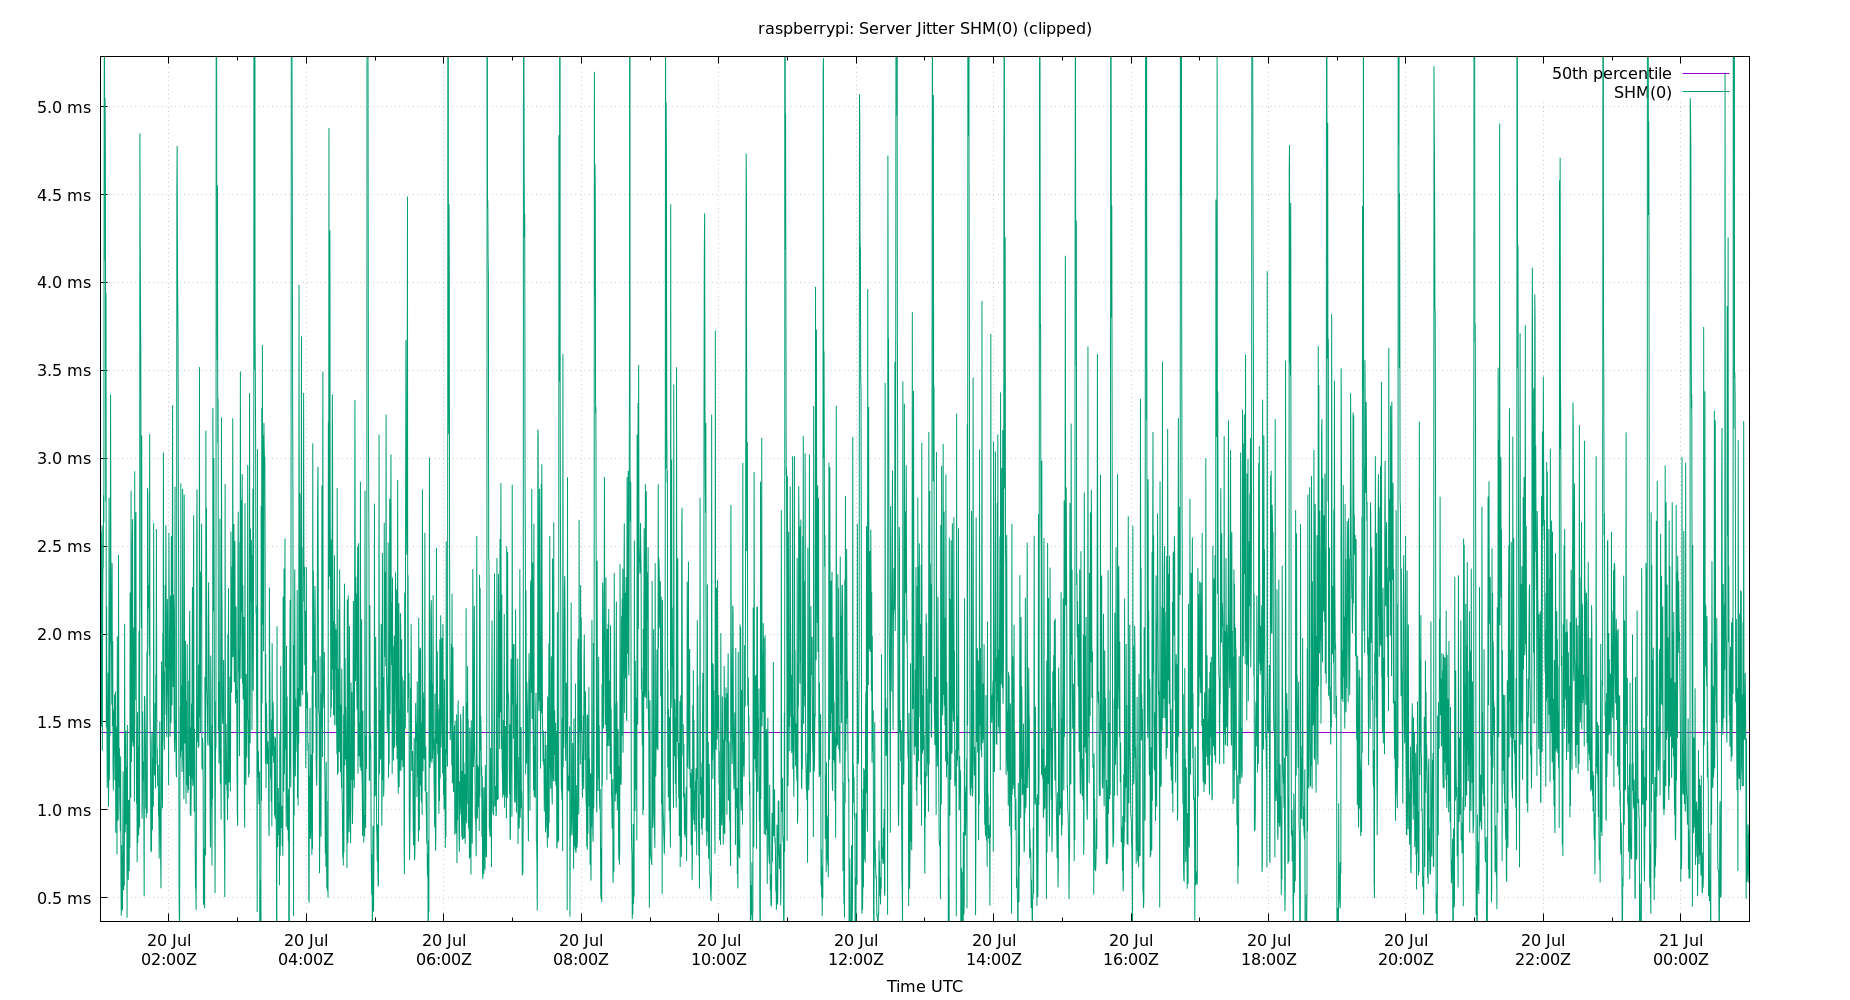 raspberrypi: Server Jitter SHM(0) (clipped)
50th percentile
SHM(0)
5.0 ms
4.5 ms
4.0 ms
3.5 ms
3.0 ms
2.5 ms
2.0 ms
1.5 ms
1.0 ms
0.5 ms
20 Jul 20 Jul 20 Jul 20 Jul 20 Jul 20 Jul 20 Jul 20 Jul 20 Jul 20 Jul 20 Jul 21 Jul
02:00Z 04:00Z 06:00Z 08:00Z 10:00Z 12:00Z 14:00Z 16:00Z 18:00Z 20:00Z 22:00Z 00:00Z
Time UTC